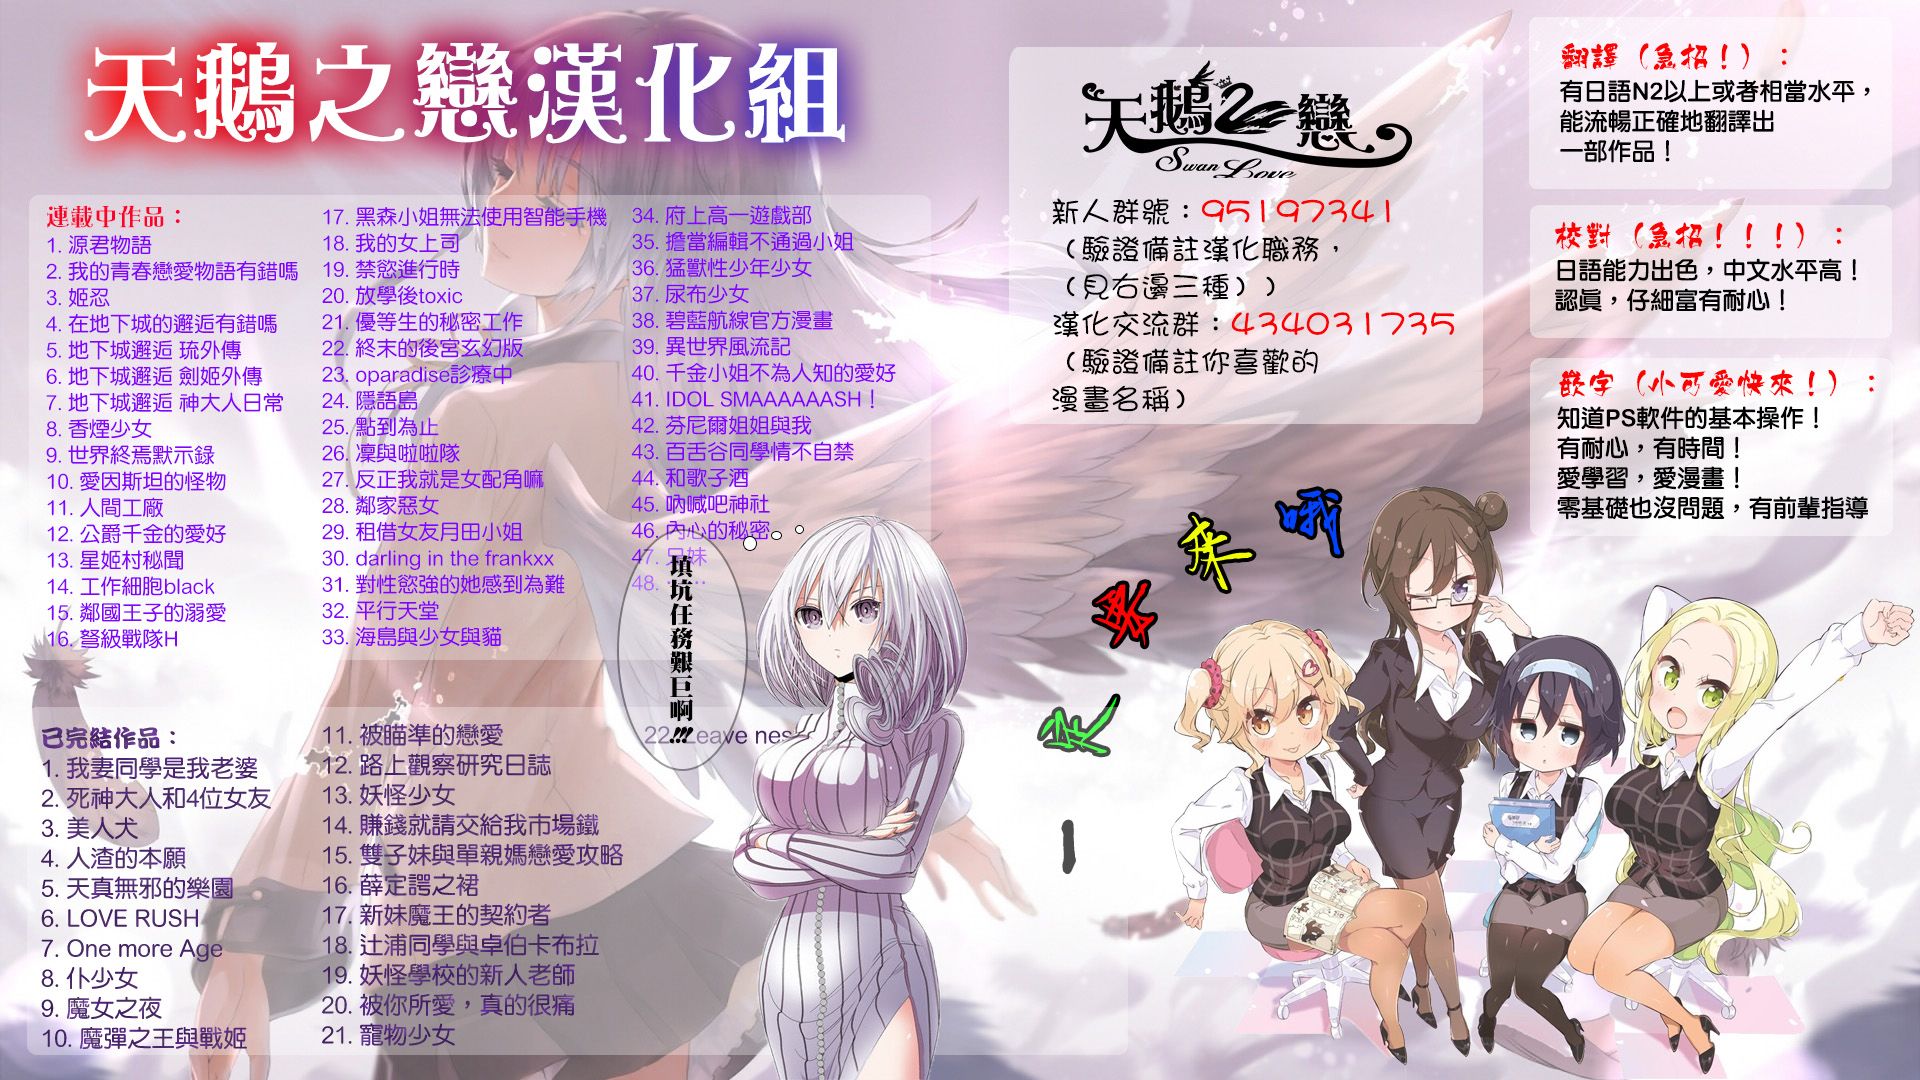 天鵝之戀漢化組
連載中作品：
1. 源君物語
2. 我的青春戀愛物語有錯嗎
3. 姬忍
4. 在地下城的邂逅有錯嗎
5. 地下城邂逅 琉外傳
6. 地下城邂逅 劍姬外傳
7. 地下城邂逅 神大人日常
8. 香煙少女
9. 世界終焉默示錄
10. 愛因斯坦的怪物
11. 人間工廠
12. 公爵千金的愛好
13. 星姬村秘聞
14. 工作細胞black
15. 鄰國王子的溺愛
16. 弩級戰隊H
17. 黑森小姐無法使用智能手機
18. 我的女上司
19. 禁慾進行時
20. 放學後toxic
21. 優等生的秘密工作
22. 終末的後宮玄幻版
23. oparadise診療中
24. 隱語島
25. 點到為止
26. 凜與啦啦隊
27. 反正我就是女配角嘛
28. 鄰家惡女
29. 租借女友月田小姐
30. darling in the frankxx
31. 對性慾強的她感到為難
32. 平行天堂
33. 海島與少女與貓
34. 府上高一遊戲部
35. 擔當編輯不通過小姐
36. 猛獸性少年少女
37. 尿布少女
38. 碧藍航線官方漫畫
39. 異世界風流記
40. 千金小姐不為人知的愛好
41. IDOL SMAAAAAASH！
42. 芬尼爾姐姐與我
43. 百舌谷同學情不自禁
44. 和歌子酒
45. 吶喊吧神社
46. 內心的秘密
47. 兄妹
48. ……
填坑任務艱巨啊!!!
已完結作品：
1. 我妻同學是我老婆
2. 死神大人和4位女友
3. 美人犬
4. 人渣的本願
5. 天真無邪的樂園
6. LOVE RUSH
7. One more Age
8. 仆少女
9. 魔女之夜
10. 魔彈之王與戰姬
11. 被瞄準的戀愛
12. 路上觀察研究日誌
13. 妖怪少女
14. 賺錢就請交給我市場鐵
15. 雙子妹與單親媽戀愛攻略
16. 薛定諤之裙
17. 新妹魔王的契約者
18. 辻浦同學與卓伯卡布拉
19. 妖怪學校的新人老師
20. 被你所愛，真的很痛
21. 寵物少女
22. Leave nes
天鵝之戀
Swan Love
新人群號：95197341
（驗證備註漢化職務，
（見右邊三種））
漢化交流群：434031735
（驗證備註你喜歡的
漫畫名稱）
翻譯（急招！）：
有日語N2以上或者相當水平，
能流暢正確地翻譯出
一部作品！
校對（急招！！！）：
日語能力出色，中文水平高！
認眞，仔細富有耐心！
嵌字（小可愛快來！）：
知道PS軟件的基本操作！
有耐心，有時間！
愛學習，愛漫畫！
零基礎也沒問題，有前輩指導
一定要來哦